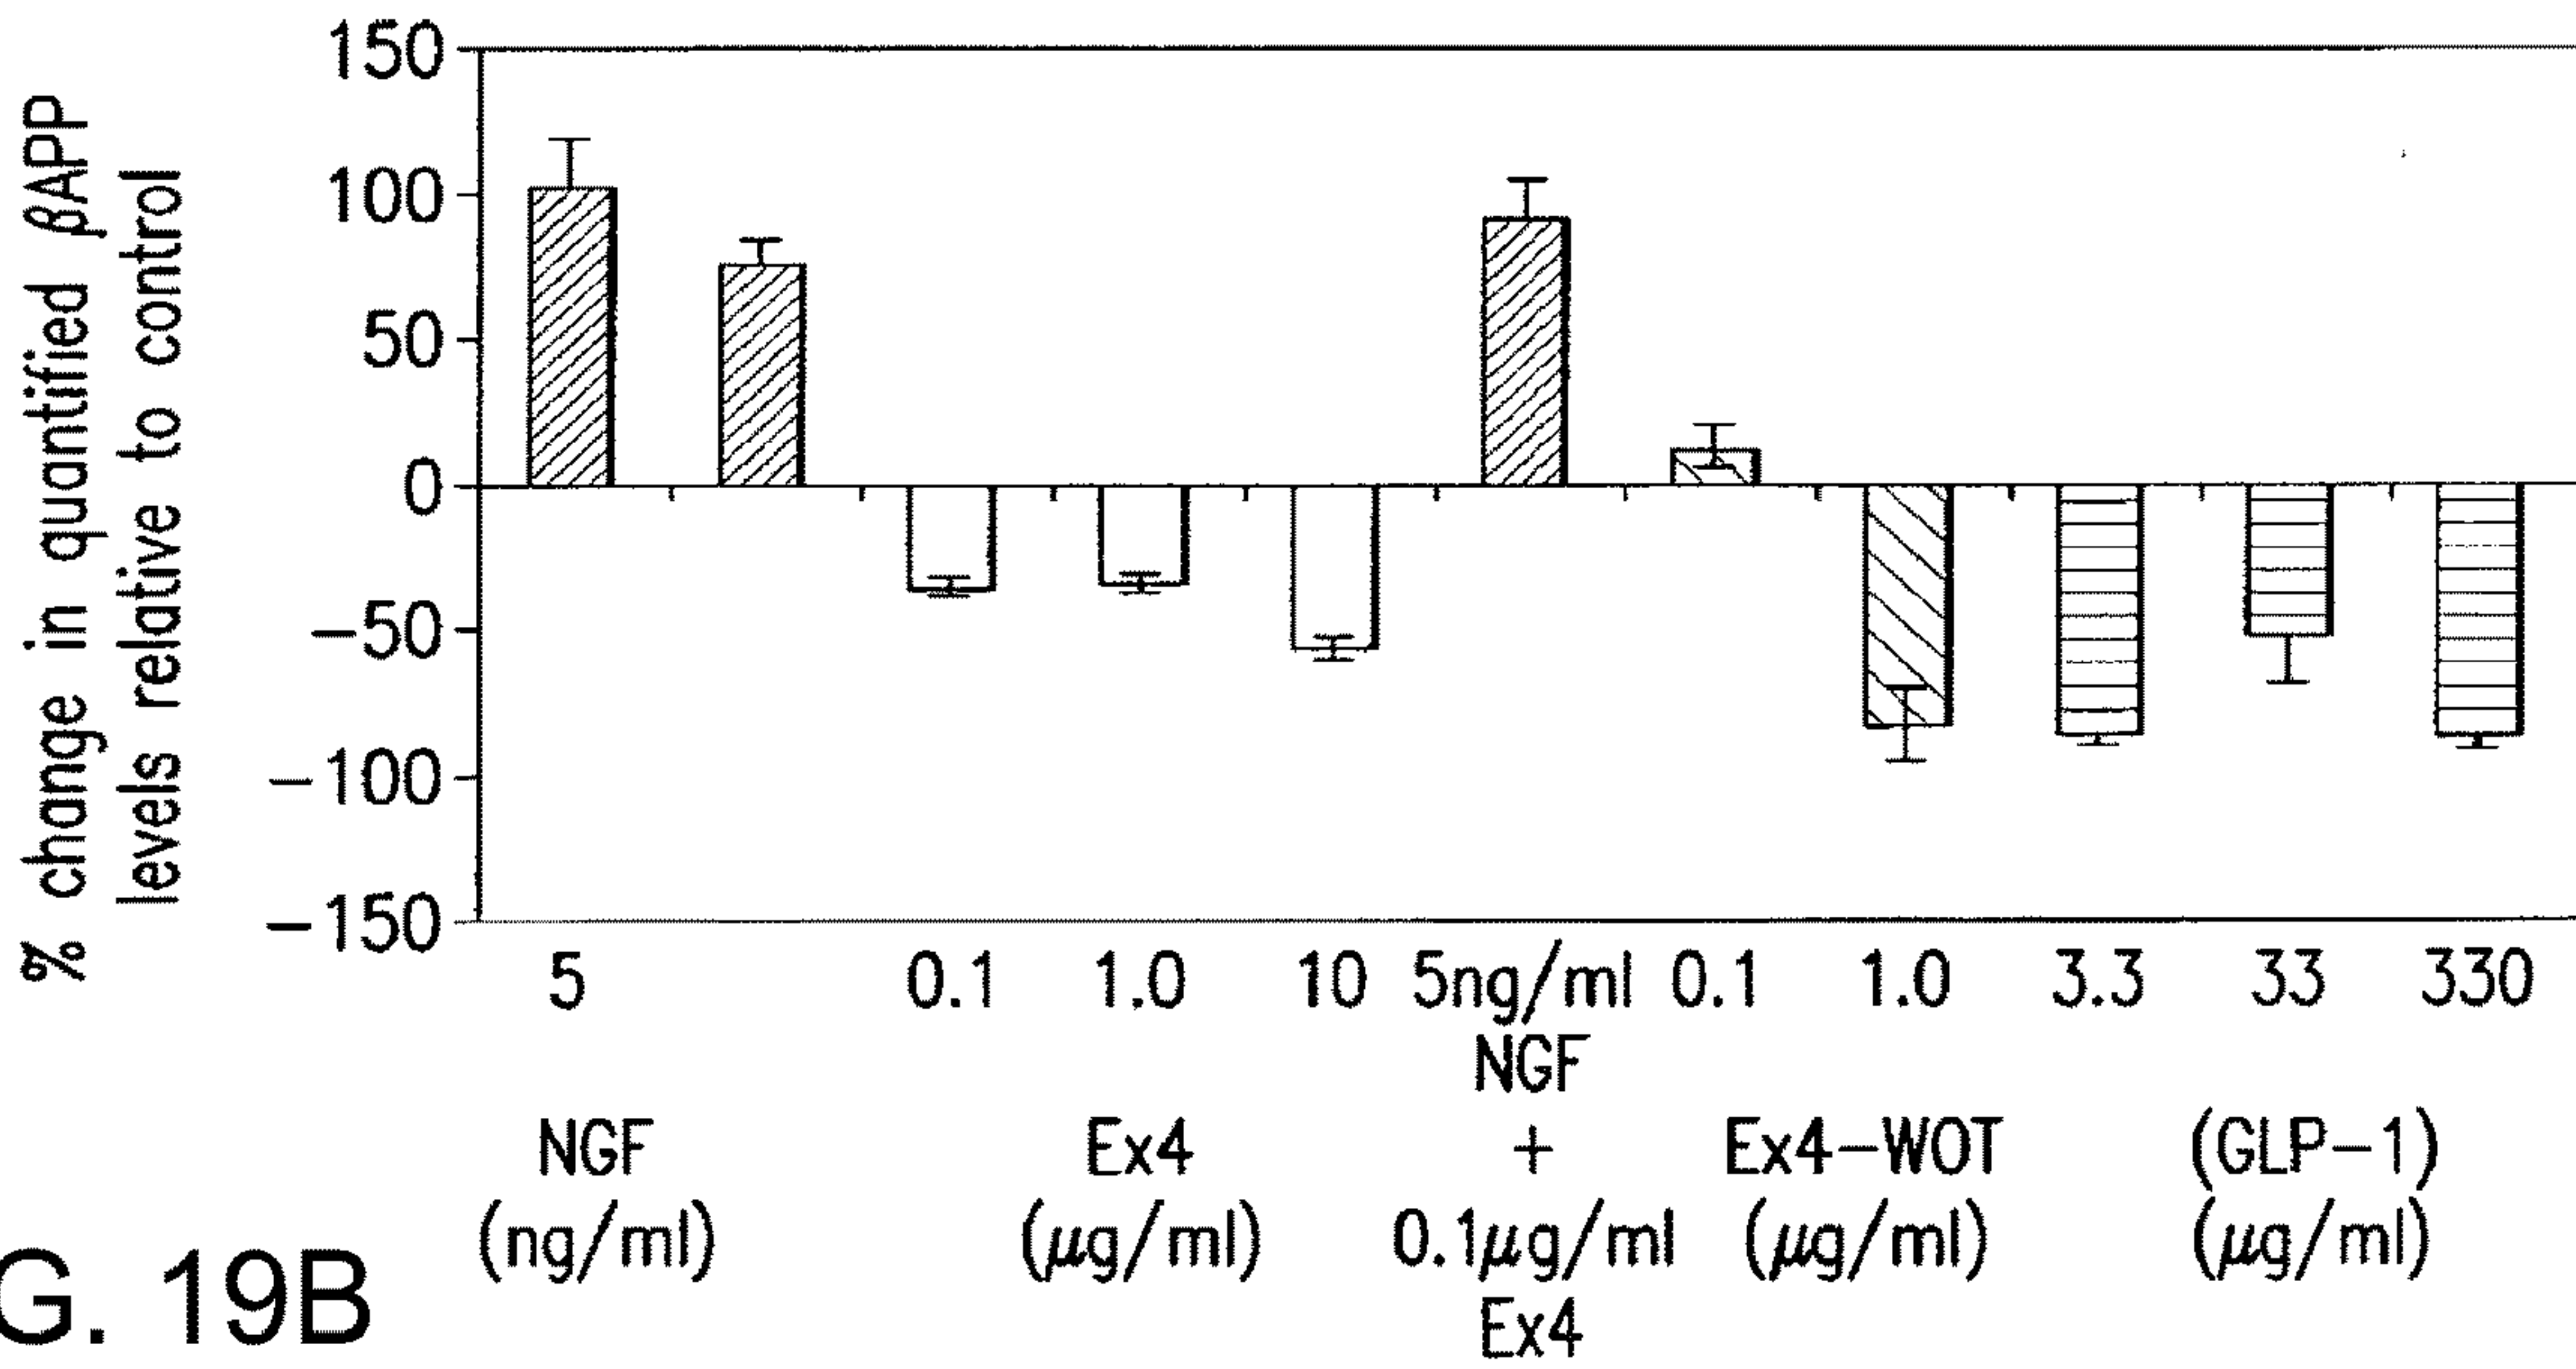 % change in quantified βAPP
levels relative to control
150
100
50
0
−50
−100
−150
5 0.1 1.0 10 5ng/ml 0.1 1.0 3.3 33 330
NGF
NGF Ex4 + Ex4−WOT (GLP−1)
(ng/ml) (μg/ml) 0.1μg/ml (μg/ml) (μg/ml)
Ex4
G. 19B